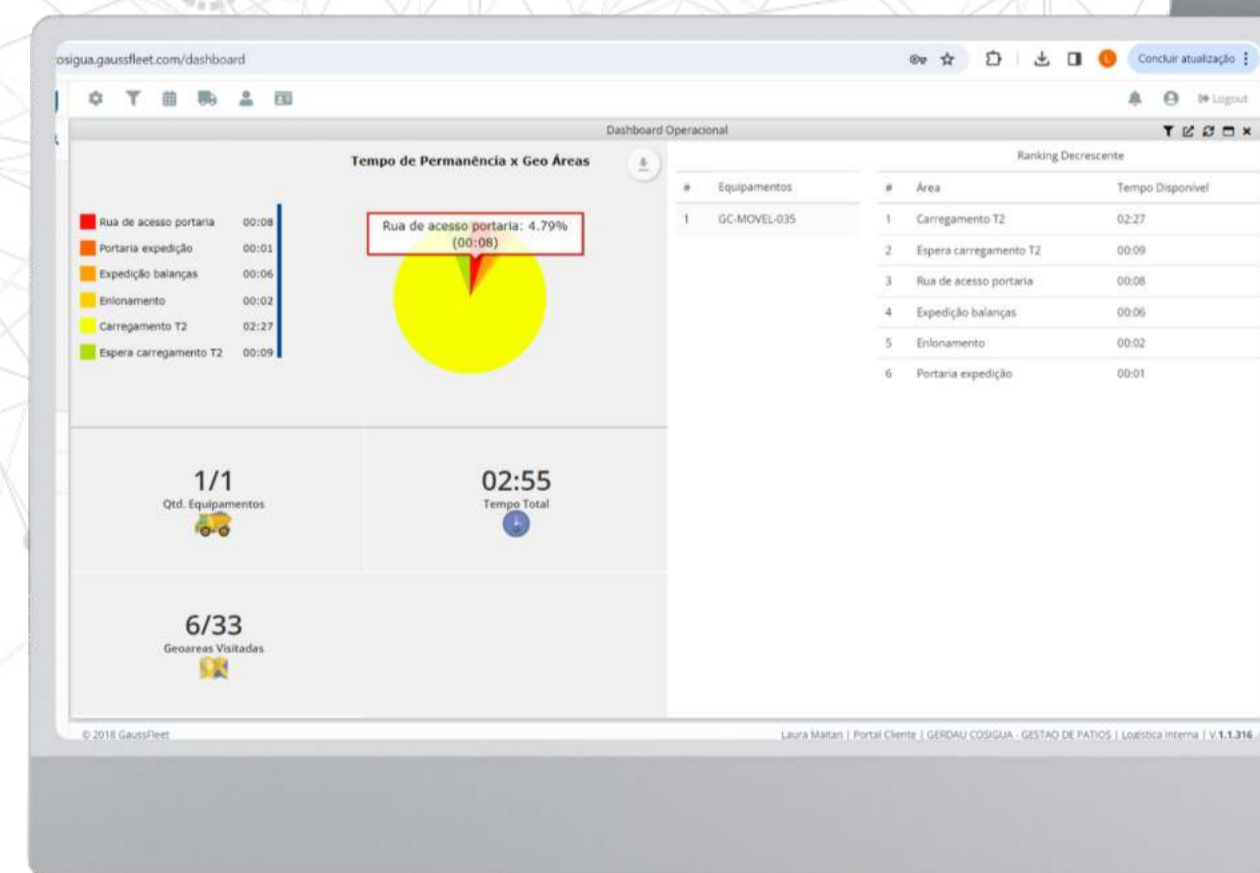 osigua.gaussfleet.com/dashboard
Concluir atualização
Logout
Dashboard Operacional
Tempo de Permanência x Geo Áreas
Rua de acesso portaria 00:08
Portaria expedição 00:01
Expedição balanças 00:06
Enlonamento 00:02
Carregamento T2 02:27
Espera carregamento T2 00:09
Rua de acesso portaria: 4.79%
(00:08)
1/1
Qtd. Equipamentos
02:55
Tempo Total
6/33
Geoareas Visitadas
# Equipamentos
1 GC-MOVEL-035
Ranking Decrescente
# Área Tempo Disponível
1 Carregamento T2 02:27
2 Espera carregamento T2 00:09
3 Rua de acesso portaria 00:08
4 Expedição balanças 00:06
5 Enlonamento 00:02
6 Portaria expedição 00:01
© 2018 GaussFleet
Laura Maitan | Portal Cliente | GERDAU COSIGUA - GESTAO DE PATIOS | Logística Interna | V.1.1.316